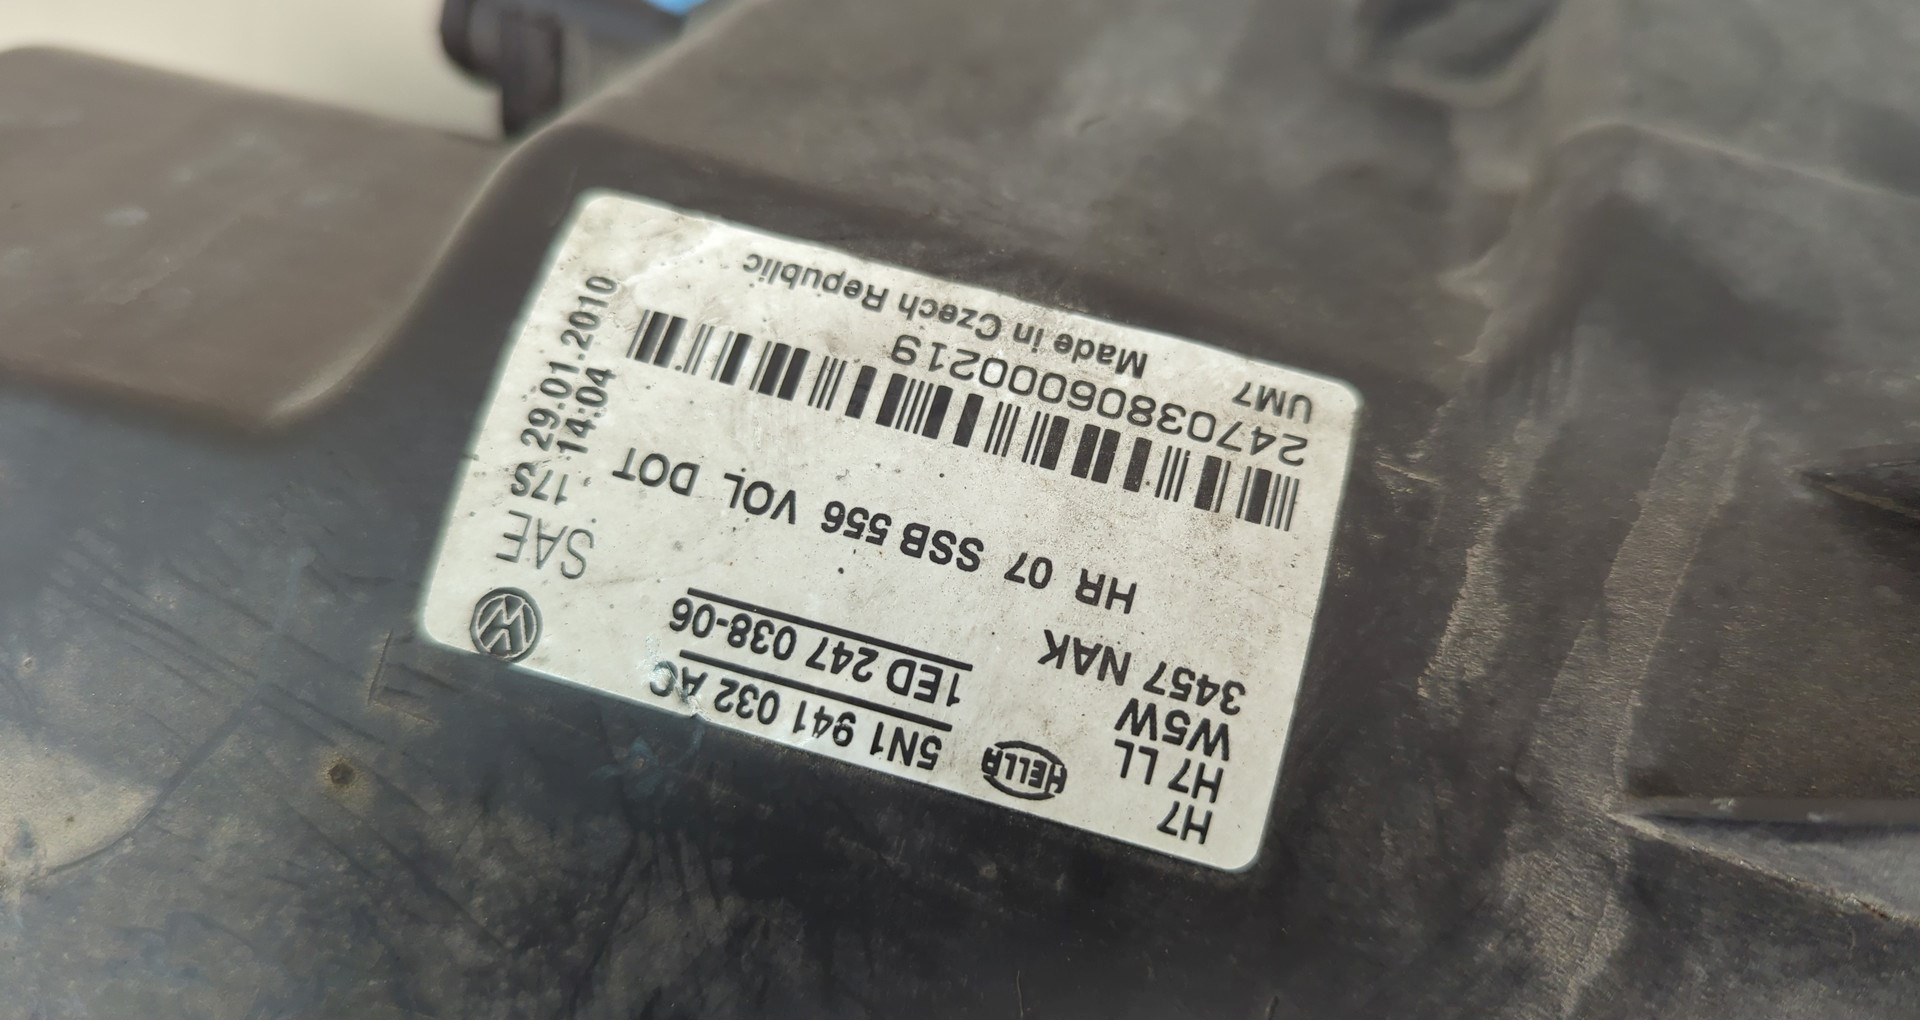 H7
H7 LL
W5W
3457 NAK
HELLA
5N1 941 032 AC
1ED 247 038-06
HR 07 SSB 556 VOL DOT
SAE
17S
29.01.2010
14:04
24703806000219
UM7
Made in Czech Republic